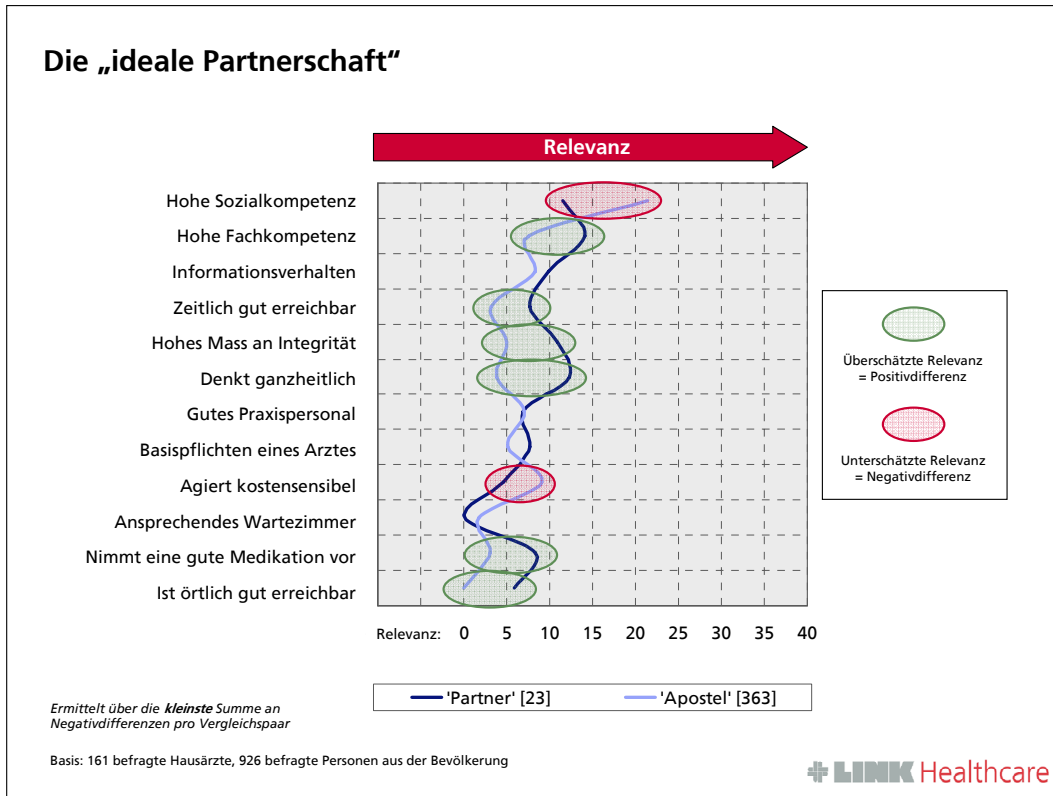 Die „ideale Partnerschaft“
Relevanz
Hohe Sozialkompetenz
Hohe Fachkompetenz
Informationsverhalten
Zeitlich gut erreichbar
Hohes Mass an Integrität
Denkt ganzheitlich
Gutes Praxispersonal
Basispflichten eines Arztes
Agiert kostensensibel
Ansprechendes Wartezimmer
Nimmt eine gute Medikation vor
Ist örtlich gut erreichbar
Überschätzte Relevanz
= Positivdifferenz
Unterschätzte Relevanz
= Negativdifferenz
Relevanz: 0 5 10 15 20 25 30 35 40
'Partner' [23] 'Apostel' [363]
Ermittelt über die kleinste Summe an
Negativdifferenzen pro Vergleichspaar
Basis: 161 befragte Hausärzte, 926 befragte Personen aus der Bevölkerung
LINK Healthcare